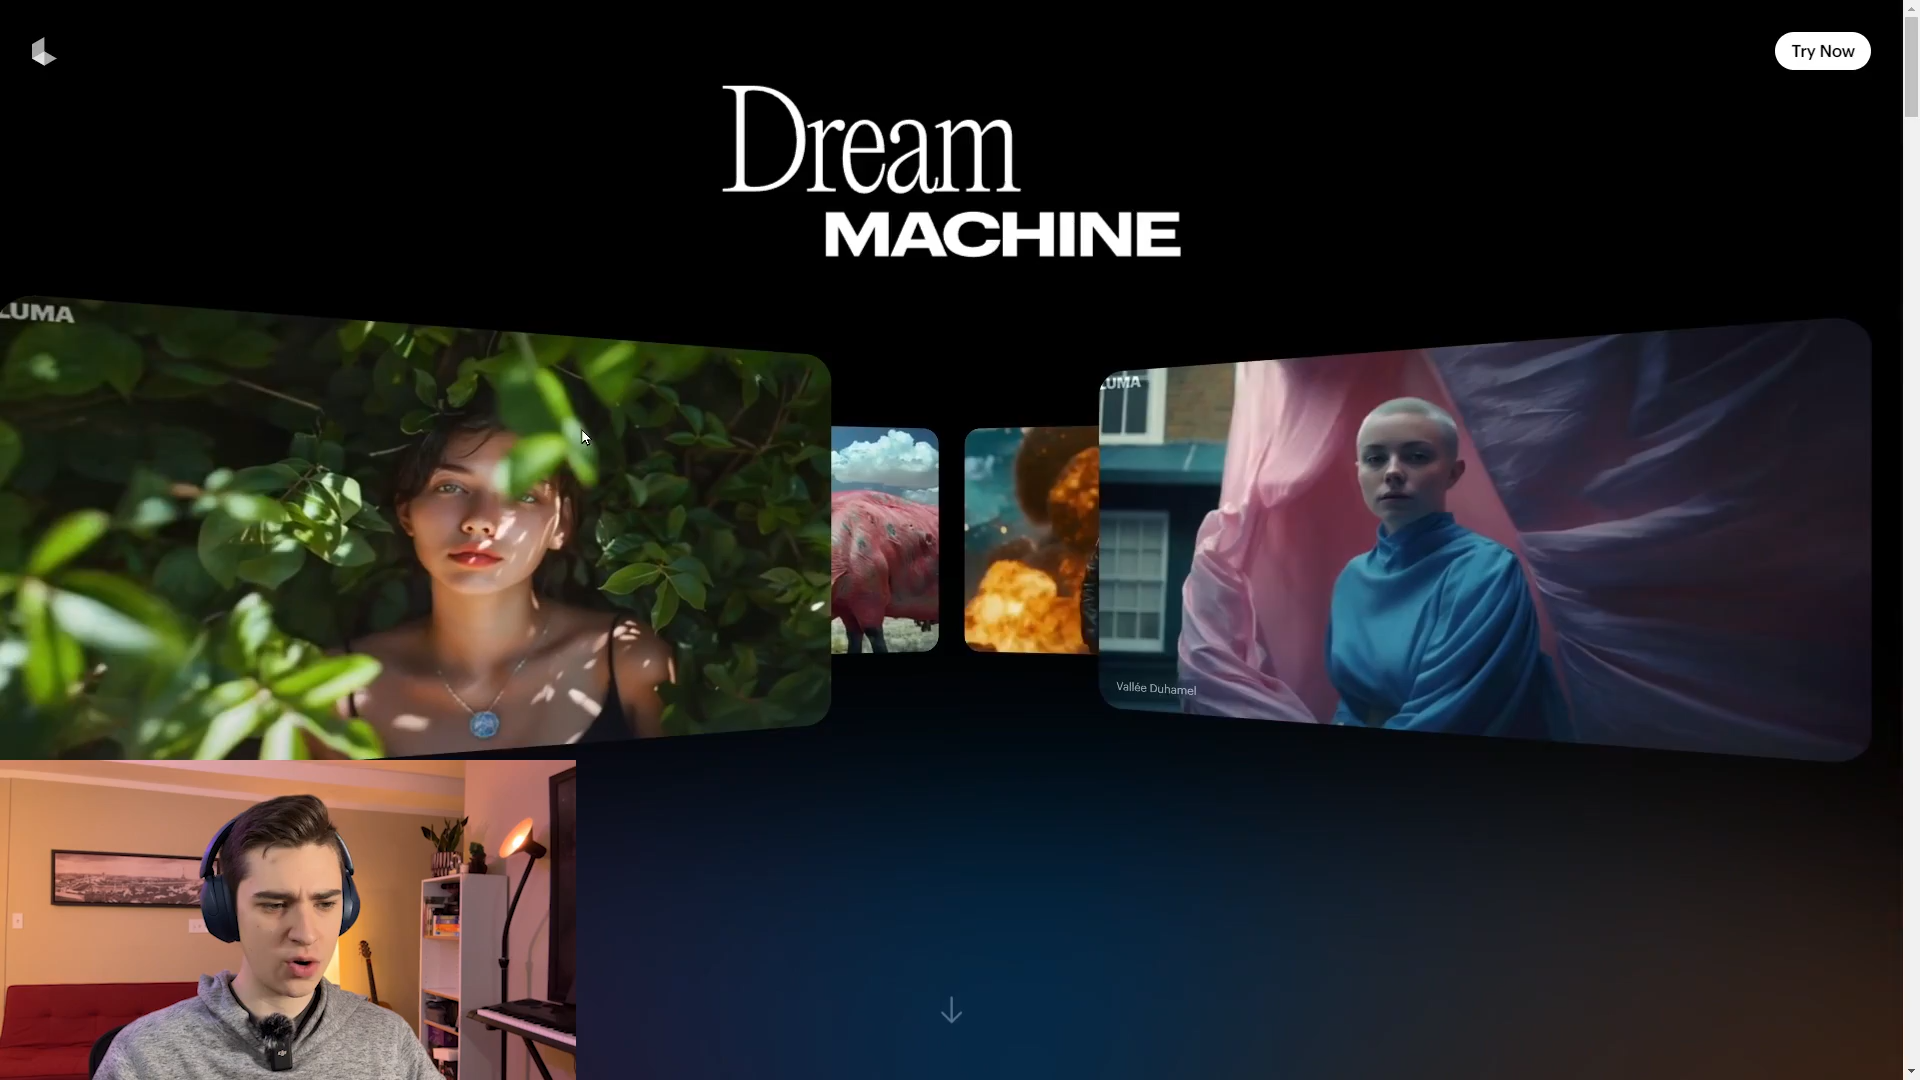 Try Now
Dream
MACHINE
LUMA
LUMA
Vallée Duhamel